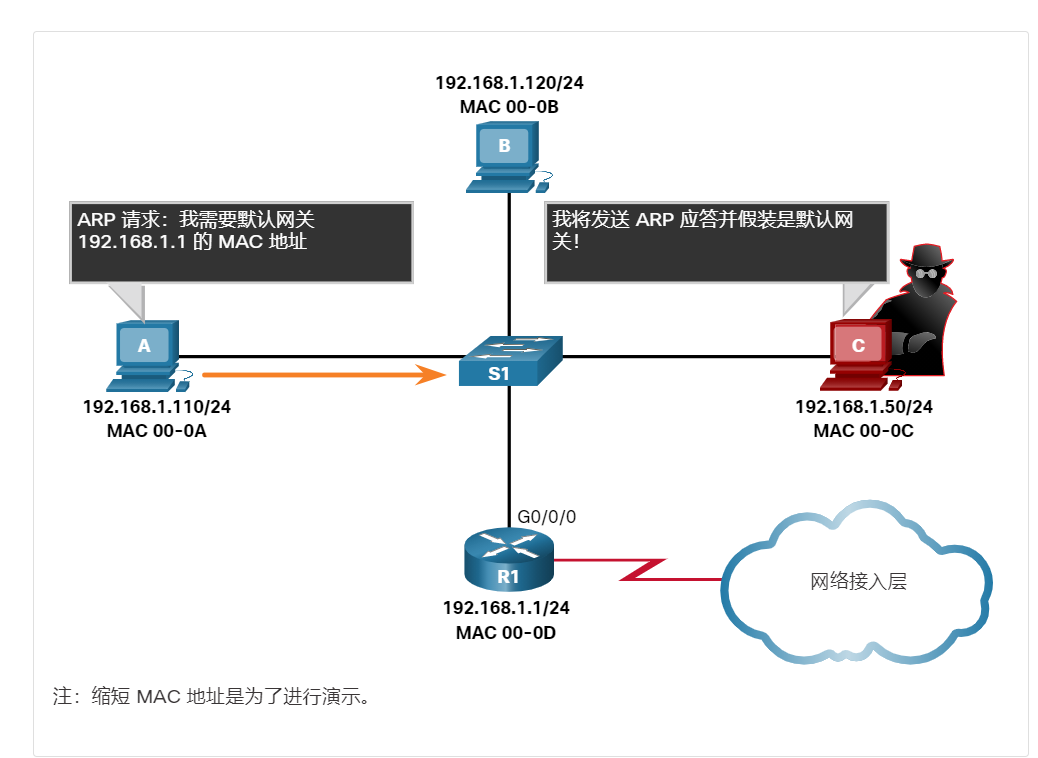 192.168.1.120/24
MAC 00-0B
B
ARP 请求：我需要默认网关
192.168.1.1 的 MAC 地址
我将发送 ARP 应答并假装是默认网
关！
A
C
S1
192.168.1.110/24
MAC 00-0A
192.168.1.50/24
MAC 00-0C
G0/0/0
R1
网络接入层
192.168.1.1/24
MAC 00-0D
注：缩短 MAC 地址是为了进行演示。